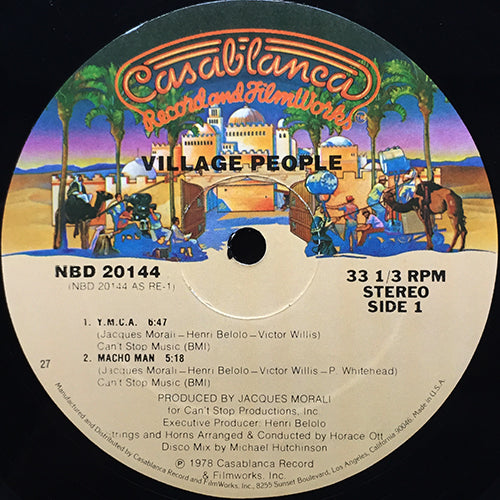 Casablanca
Record and FilmWorks™
VILLAGE PEOPLE
NBD 20144
(NBD 20144 AS RE-1)
33 1/3 RPM
STEREO
SIDE 1
1. Y.M.C.A. 6:47
(Jacques Morali – Henri Belolo – Victor Willis)
Can't Stop Music (BMI)
2. MACHO MAN 5:18
(Jacques Morali – Henri Belolo – Victor Willis – P. Whitehead)
Can't Stop Music (BMI)
27
PRODUCED BY JACQUES MORALI
for Can't Stop Productions, Inc.
Executive Producer: Henri Belolo
Strings and Horns Arranged & Conducted by Horace Ott
Disco Mix by Michael Hutchinson
℗ 1978 Casablanca Record
& Filmworks, Inc.
Manufactured and Distributed by Casablanca Record and FilmWorks, Inc., 8255 Sunset Boulevard, Los Angeles, California 90046, Made in U.S.A.